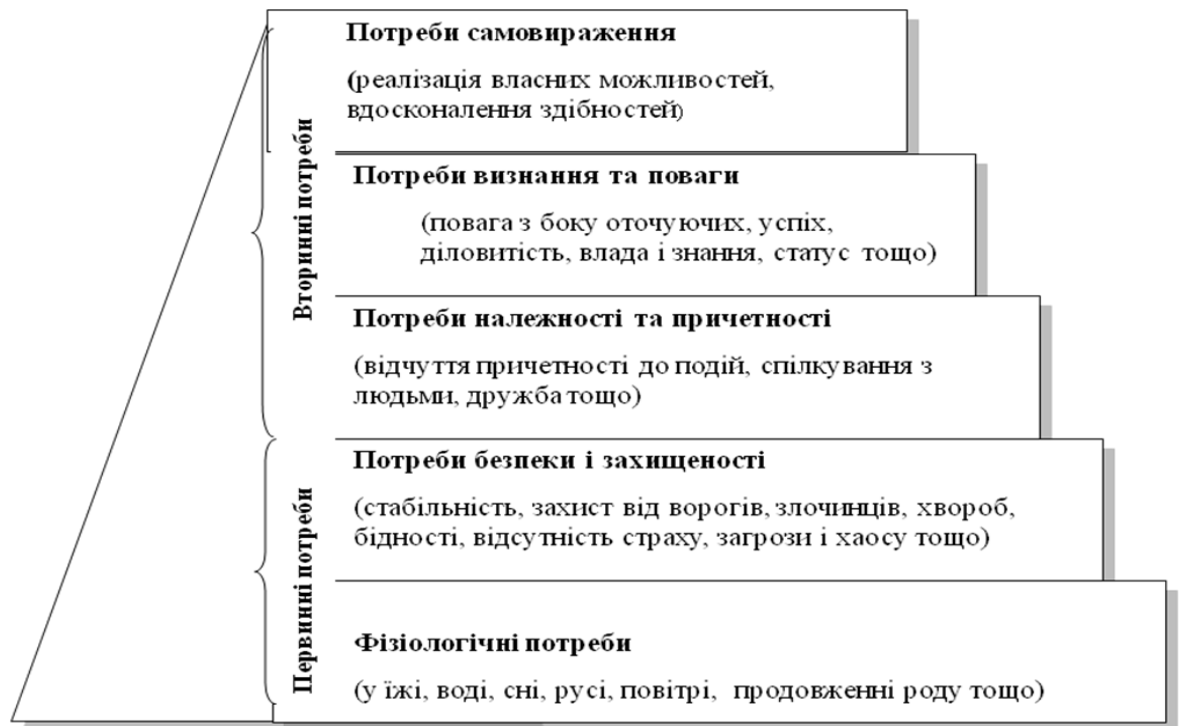 Потреби самовираження
(реалізація власних можливостей,
вдосконалення здібностей)
Вторинні потреби
Потреби визнання та поваги
(повага з боку оточуючих, успіх,
діловитість, влада і знання, статус тощо)
Потреби належності та причетності
(відчуття причетності до подій, спілкування з
людьми, дружба тощо)
Потреби безпеки і захищеності
(стабільність, захист від ворогів, злочинців, хвороб,
бідності, відсутність страху, загрози і хаосу тощо)
Первинні потреби
Фізіологічні потреби
(у їжі, воді, сні, русі, повітрі, продовженні роду тощо)